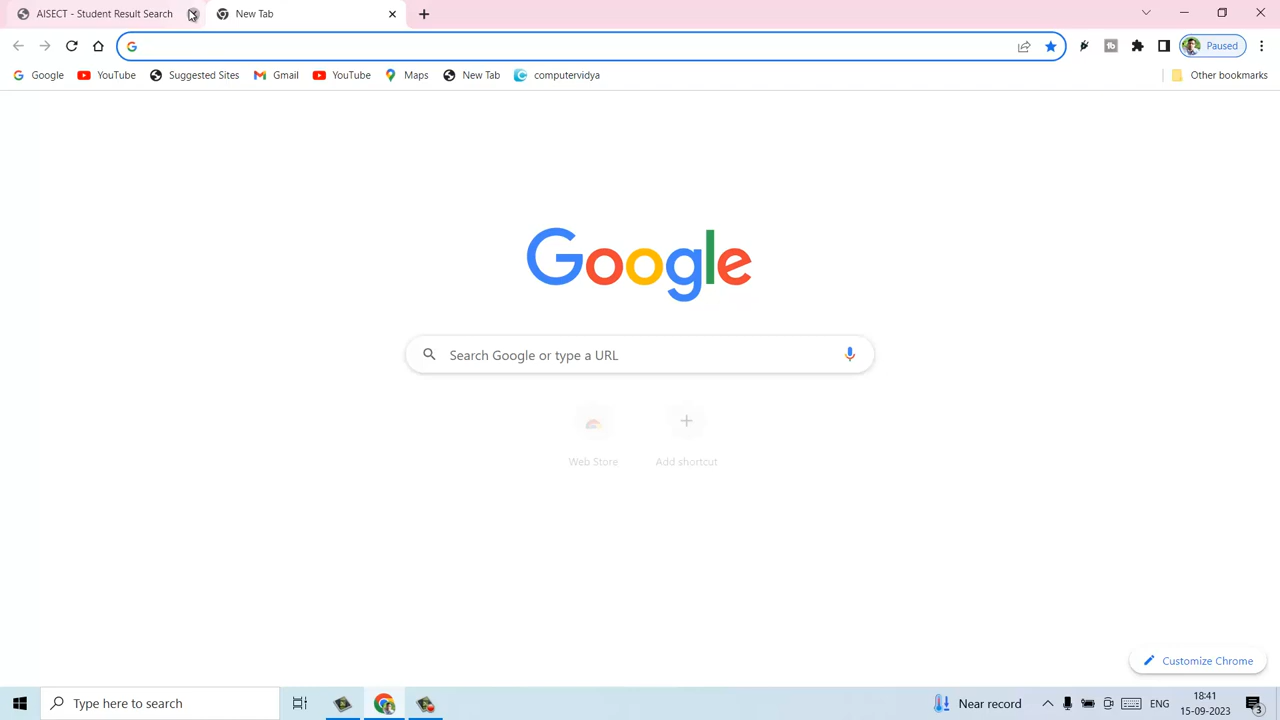 AISECT - Student Result Search
New Tab
Paused
Google
YouTube
Suggested Sites
Gmail
YouTube
Maps
New Tab
computervidya
Other bookmarks
Google
Search Google or type a URL
Web Store
Add shortcut
Customize Chrome
Type here to search
Near record
ENG
18:41
15-09-2023
3